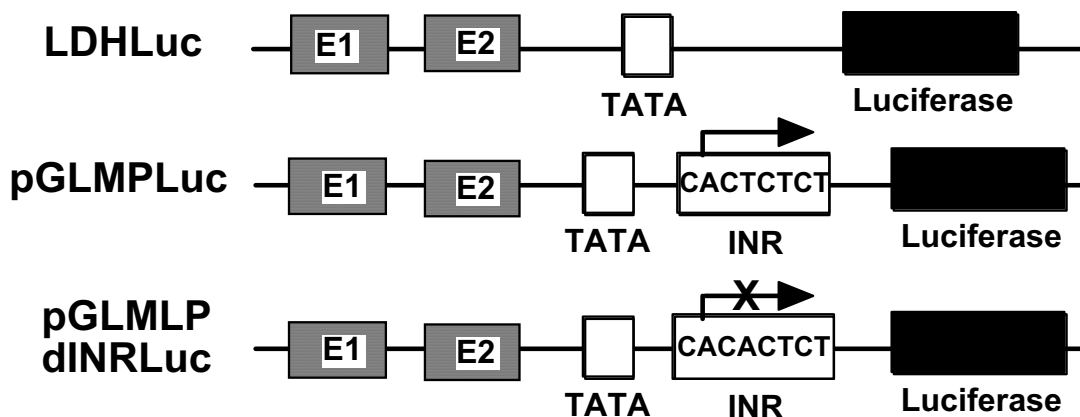 LDHLuc
E1
E2
TATA
Luciferase
pGLMPLuc
E1
E2
CACTCTCT
TATA
INR
Luciferase
pGLMLP
dINRLuc
X
E1
E2
CACACTCT
TATA
INR
Luciferase